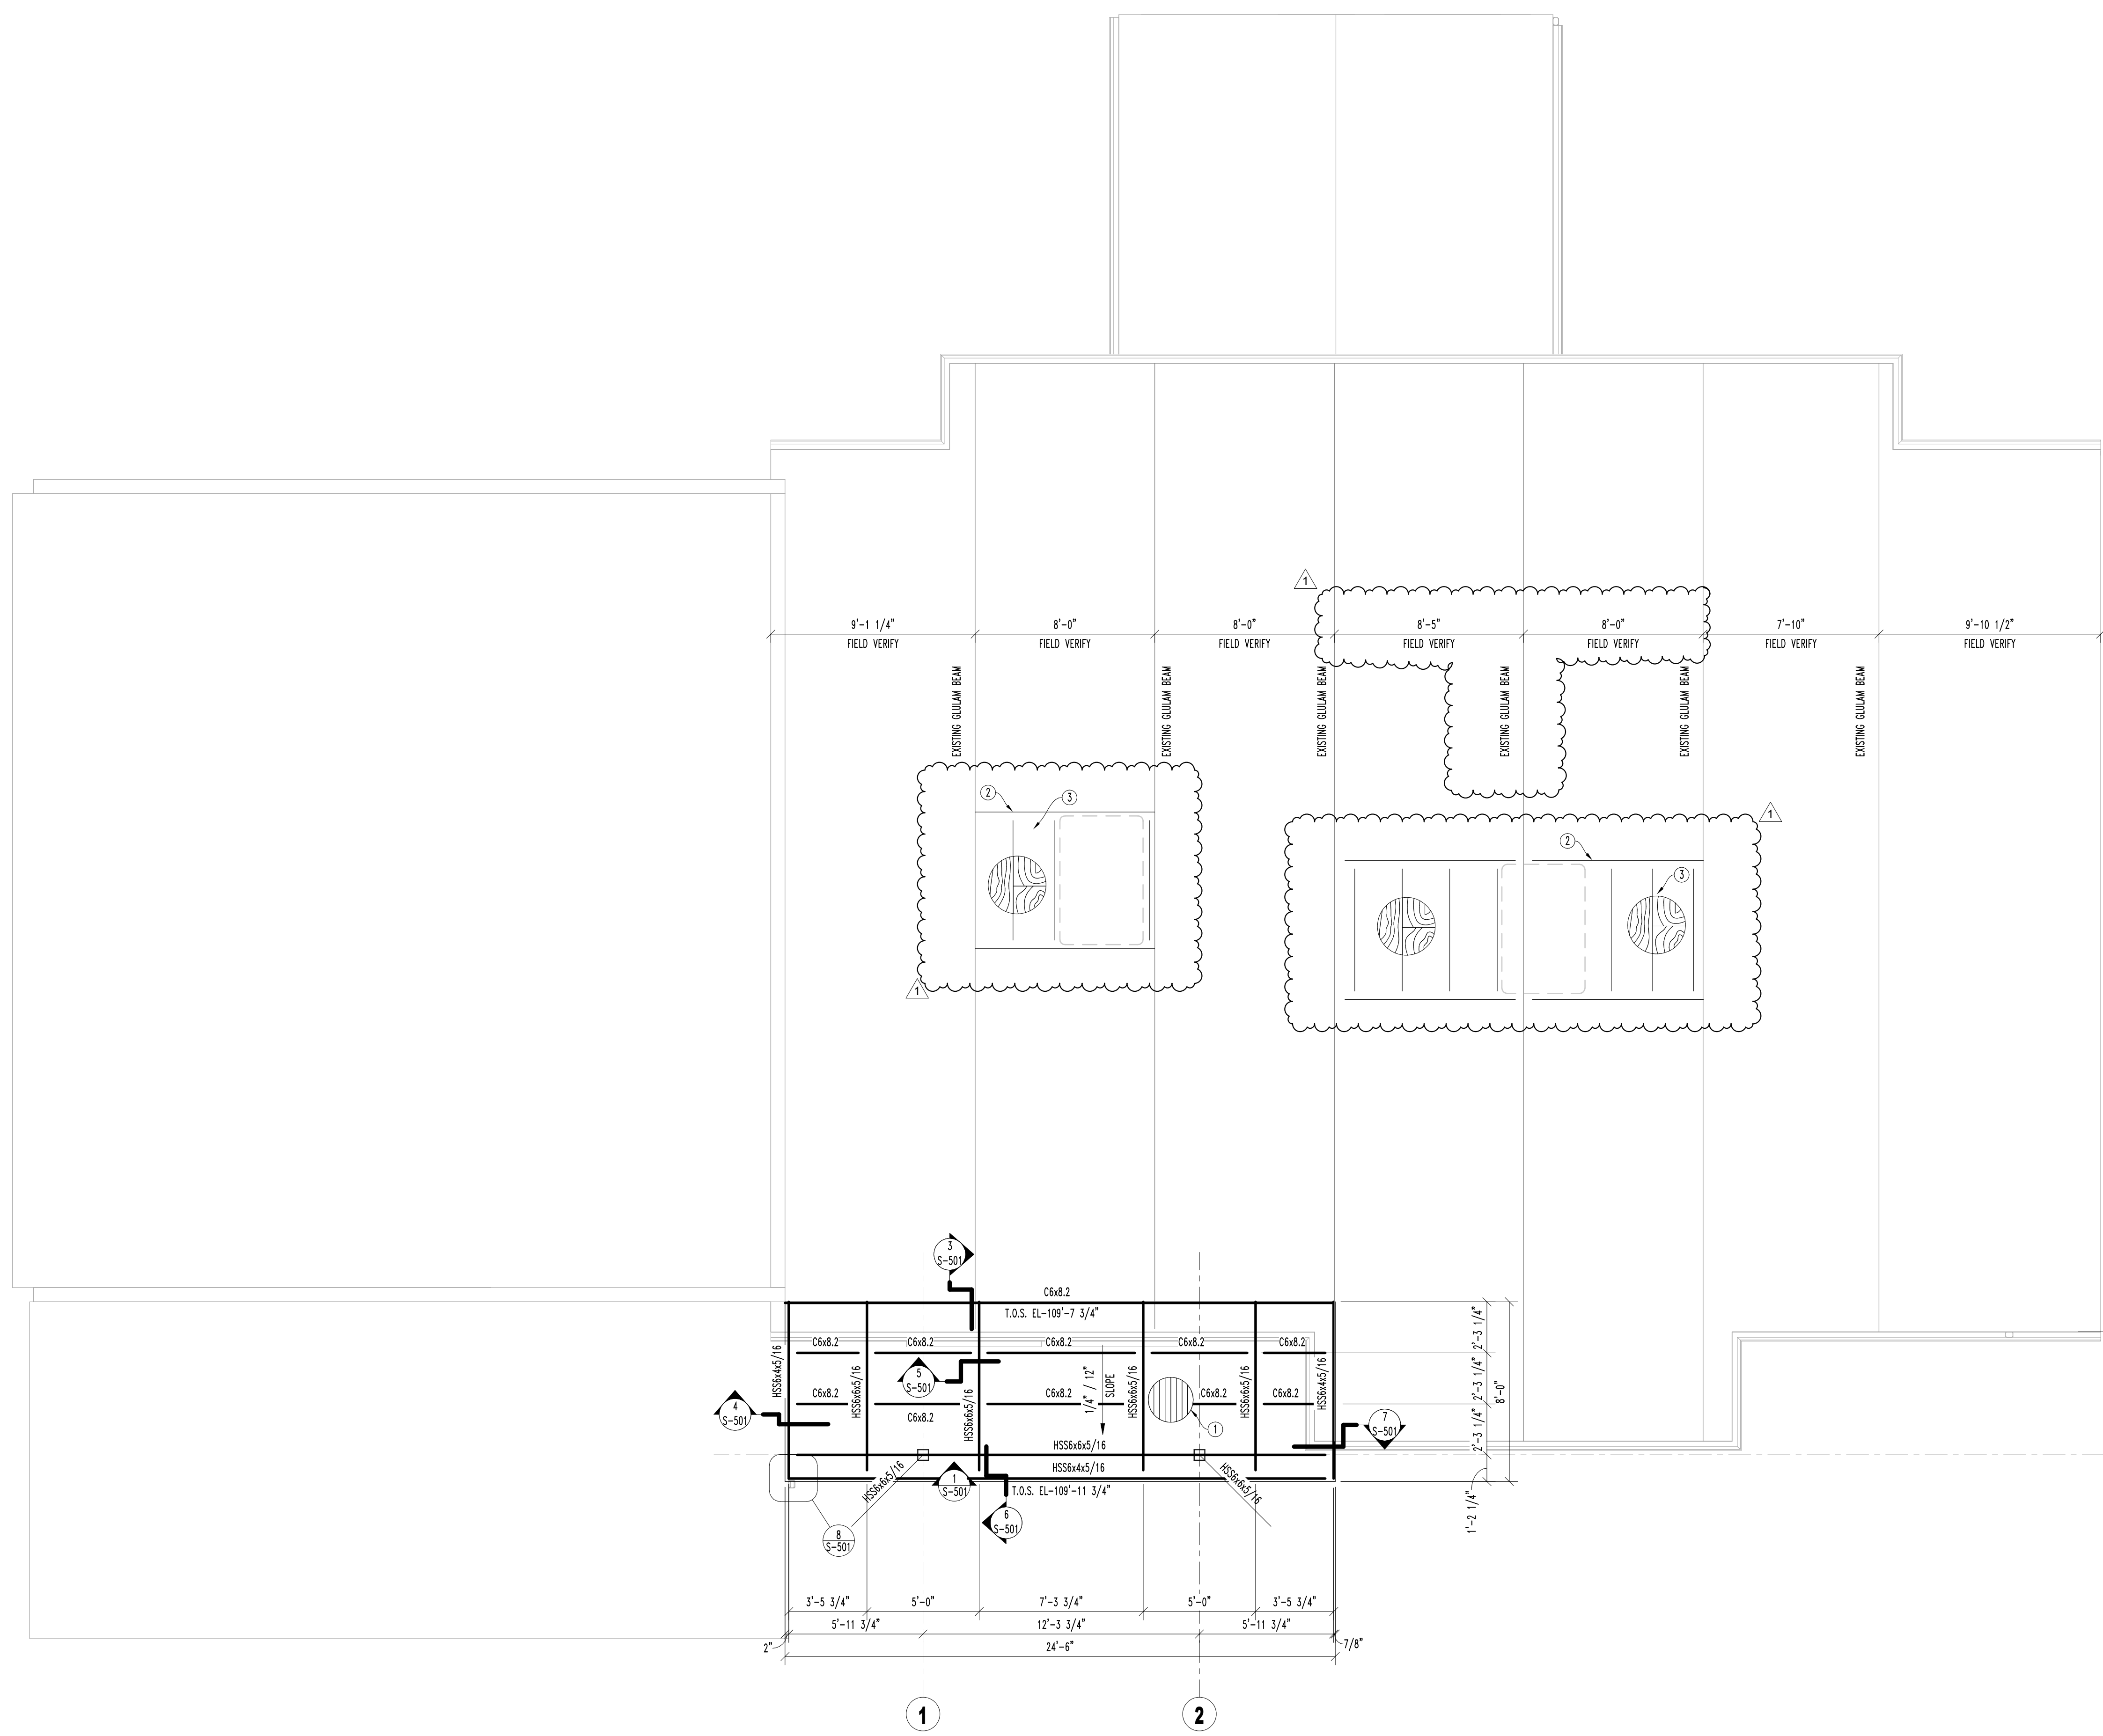 1
9'-1 1/4"
8'-0"
8'-0"
8'-5"
8'-0"
7'-10"
9'-10 1/2"
FIELD VERIFY
FIELD VERIFY
FIELD VERIFY
FIELD VERIFY
FIELD VERIFY
FIELD VERIFY
FIELD VERIFY
EXISTING GLULAM BEAM
EXISTING GLULAM BEAM
EXISTING GLULAM BEAM
EXISTING GLULAM BEAM
EXISTING GLULAM BEAM
EXISTING GLULAM BEAM
2
3
1
2
3
1
3
S-501
C6x8.2
T.O.S. EL-109'-7 3/4"
C6x8.2
C6x8.2
C6x8.2
C6x8.2
C6x8.2
HSS6x4x5/16
HSS6x6x5/16
5
S-501
HSS6x6x5/16
1/4" / 12"
SLOPE
HSS6x6x5/16
HSS6x6x5/16
HSS6x4x5/16
C6x8.2
C6x8.2
C6x8.2
C6x8.2
C6x8.2
4
S-501
1
7
S-501
2'-3 1/4"
2'-3 1/4"
2'-3 1/4"
8'-0"
1'-2 1/4"
HSS6x6x5/16
HSS6x4x5/16
HSS6x6x5/16
1
S-501
T.O.S. EL-109'-11 3/4"
HSS6x6x5/16
6
S-501
8
S-501
3'-5 3/4"
5'-0"
7'-3 3/4"
5'-0"
3'-5 3/4"
5'-11 3/4"
12'-3 3/4"
5'-11 3/4"
2"
24'-6"
7/8"
1
2